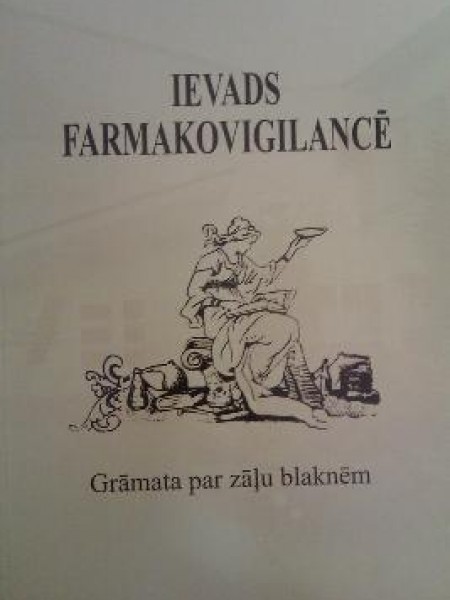 IEVADS
FARMAKOVIGILANCĒ
Grāmata par zāļu blaknēm